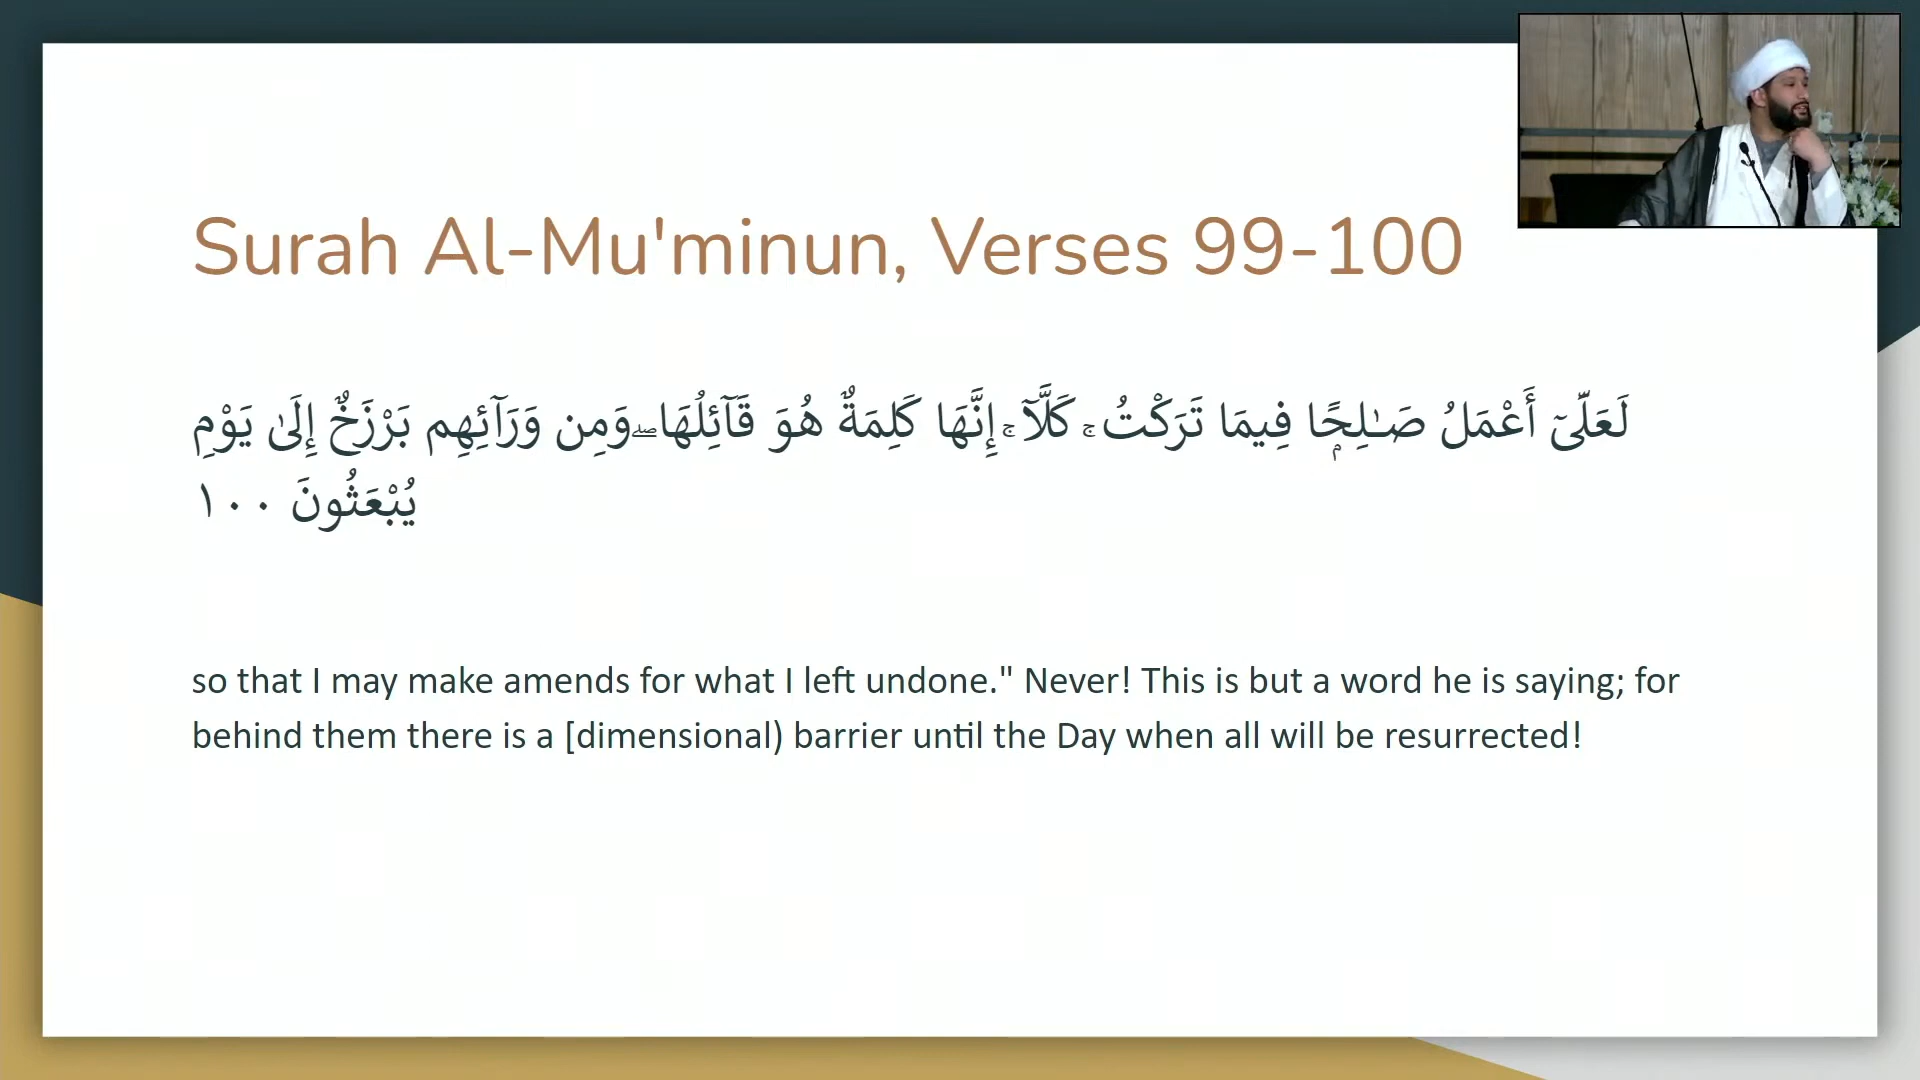 Surah Al-Mu'minun, Verses 99-100
لَعَلِّىٓ أَعْمَلُ صَـٰلِحًۭا فِيمَا تَرَكْتُ ۚ كَلَّآ ۚ إِنَّهَا كَلِمَةٌ هُوَ قَآئِلُهَا ۖ وَمِن وَرَآئِهِم بَرْزَخٌ إِلَىٰ يَوْمِ
يُبْعَثُونَ ١٠٠
so that I may make amends for what I left undone." Never! This is but a word he is saying; for
behind them there is a [dimensional) barrier until the Day when all will be resurrected!